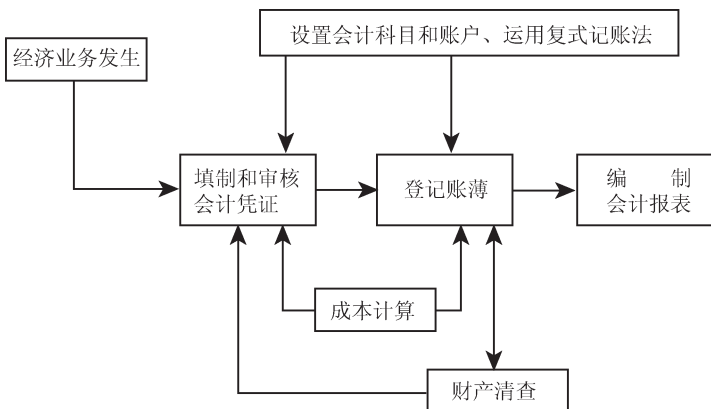 设置会计科目和账户、运用复式记账法
经济业务发生
填制和审核
会计凭证
登记账薄
编 制
会计报表
成本计算
财产清查